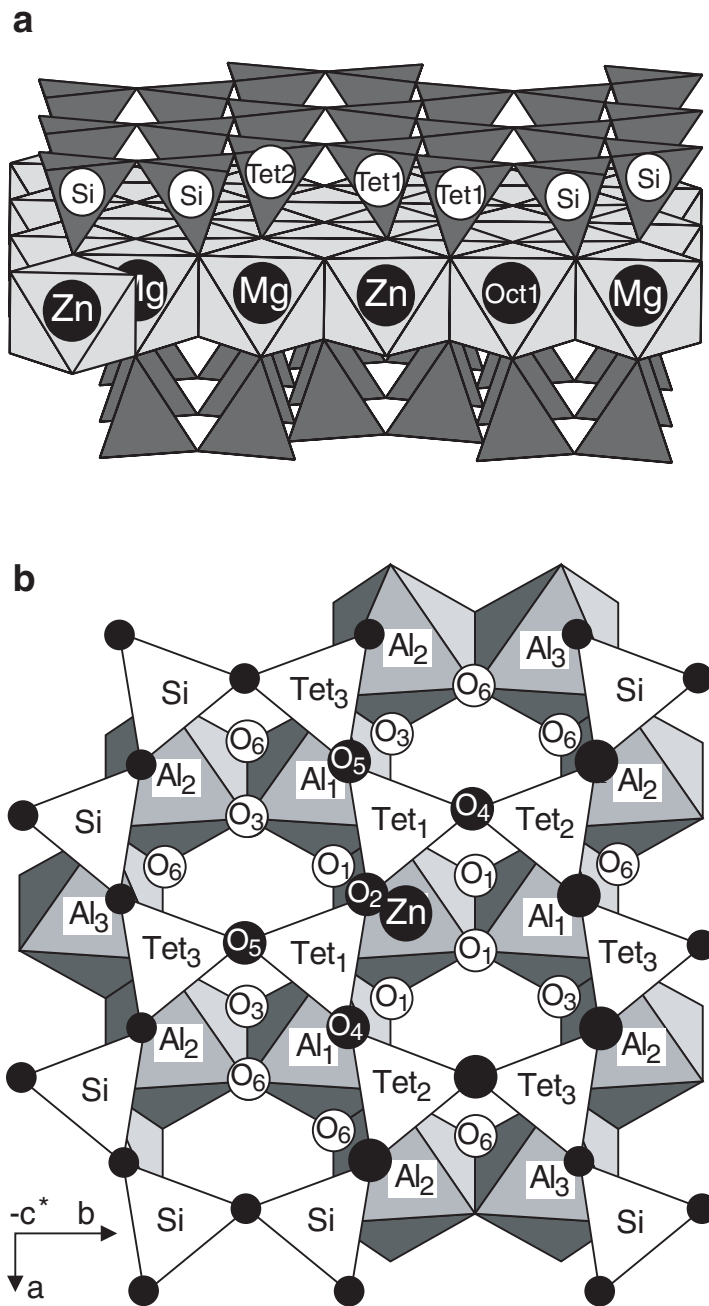 a
Si Si Tet2 Tet1 Tet1 Si Si
Zn Mg Mg Zn Oct1 Mg
b
Al2 Al3
Si Tet3 O6 Si
O6 O3 O6
Al2 O5 Al1 Al2
Si O3 Tet1 O4 Tet2
O6 O1 O1 O6
Al3 O2 Zn Al1
Tet3 O5 Tet1 O1 Tet3
O3 O1 O3
Al2 Al1 O4 Al2
Si O6 Tet2 Tet3
O6 O6
Al2 Al3
Si Si Si
-c* b
a